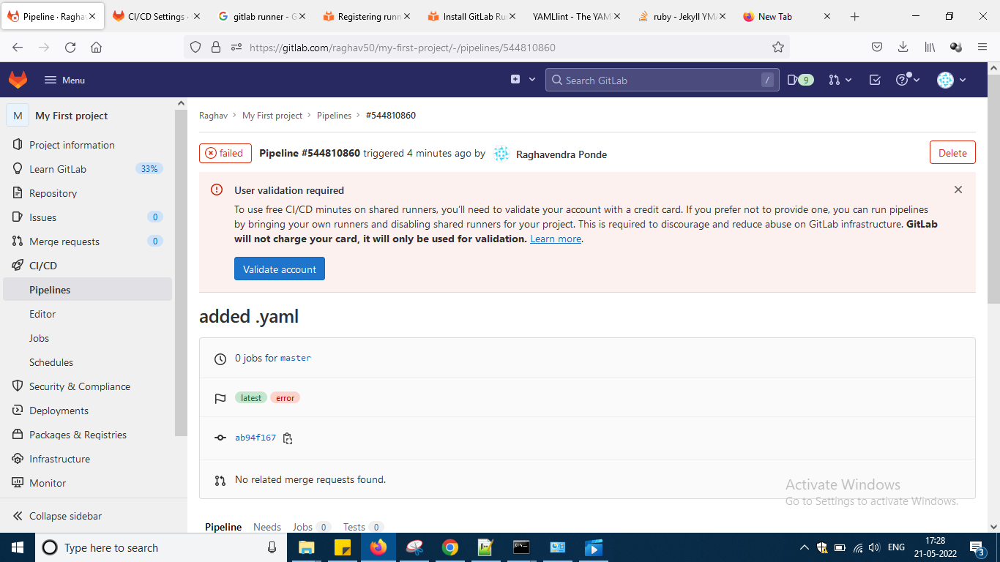 Pipeline · Ragha
CI/CD Settings ·
gitlab runner - G
Registering runn
Install GitLab Ru
YAMLlint - The YAM
ruby - Jekyll YMA
New Tab
https://gitlab.com/raghav50/my-first-project/-/pipelines/544810860
Menu
Search GitLab
/
9
M
My First project
Project information
Learn GitLab
33%
Repository
Issues
0
Merge requests
0
CI/CD
Pipelines
Editor
Jobs
Schedules
Security & Compliance
Deployments
Packages & Registries
Infrastructure
Monitor
Collapse sidebar
Raghav > My First project > Pipelines > #544810860
failed
Pipeline #544810860 triggered 4 minutes ago by Raghavendra Ponde
Delete
User validation required
To use free CI/CD minutes on shared runners, you'll need to validate your account with a credit card. If you prefer not to provide one, you can run pipelines
by bringing your own runners and disabling shared runners for your project. This is required to discourage and reduce abuse on GitLab infrastructure. GitLab
will not charge your card, it will only be used for validation. Learn more.
Validate account
added .yaml
0 jobs for master
latest error
ab94f167
No related merge requests found.
Activate Windows
Go to Settings to activate Windows.
Pipeline Needs Jobs 0 Tests 0
Type here to search
ENG
17:28
21-05-2022
3